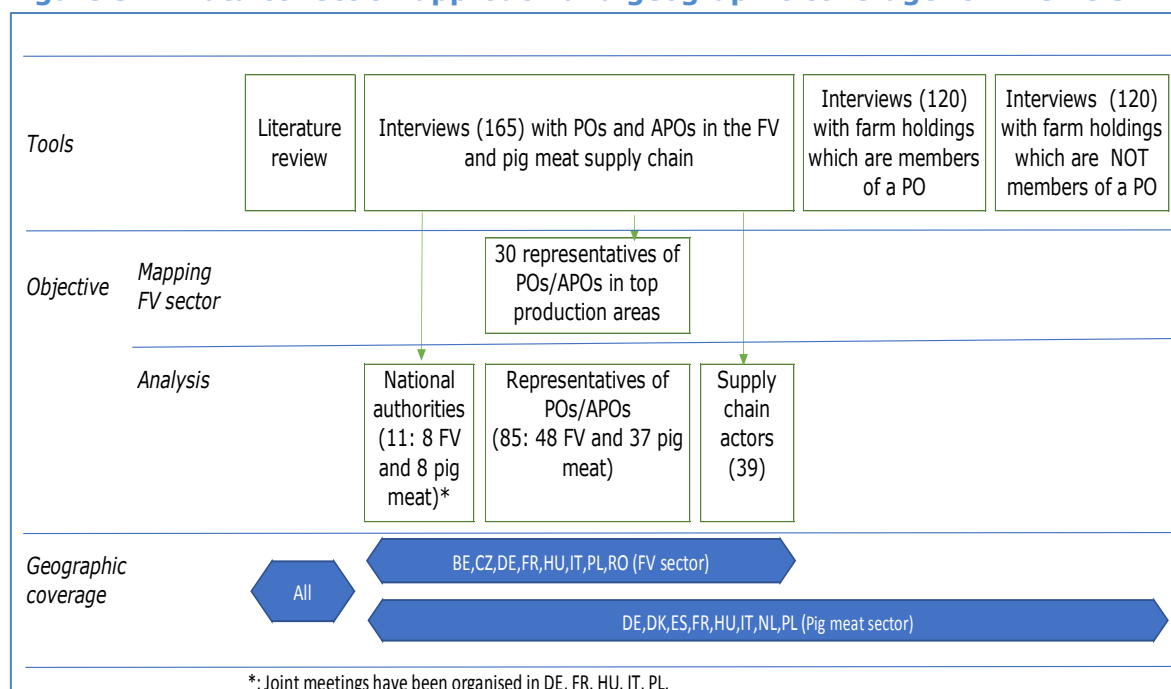 Tools
Literature
review
Interviews (165) with POs and APOs in the FV
and pig meat supply chain
Interviews (120)
with farm holdings
which are members
of a PO
Interviews (120)
with farm holdings
which are NOT
members of a PO
Objective
Mapping
FV sector
30 representatives of
POs/APOs in top
production areas
Analysis
National
authorities
(11: 8 FV
and 8 pig
meat)*
Representatives of
POs/APOs
(85: 48 FV and 37 pig
meat)
Supply
chain
actors
(39)
Geographic
coverage
All
BE,CZ,DE,FR,HU,IT,PL,RO (FV sector)
DE,DK,ES,FR,HU,IT,NL,PL (Pig meat sector)
*: Joint meetings have been organised in DE, FR, HU, IT, PL.